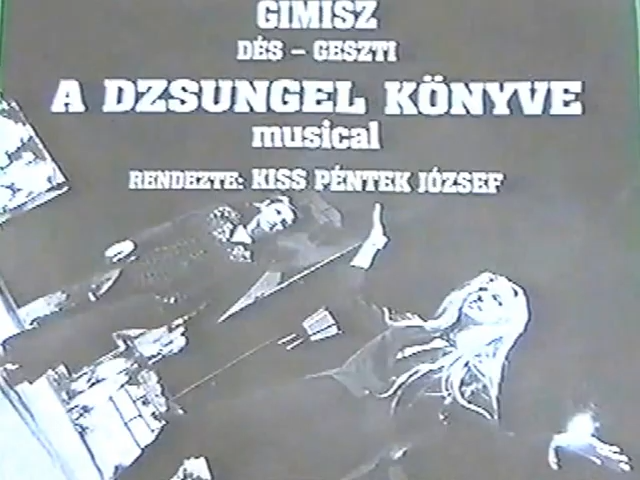 GIMISZ
DÉS – GESZTI
A DZSUNGEL KÖNYVE
musical
RENDEZTE: KISS PÉNTEK JÓZSEF